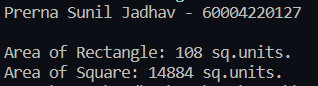 Prerna Sunil Jadhav - 60004220127
Area of Rectangle: 108 sq.units.
Area of Square: 14884 sq.units.